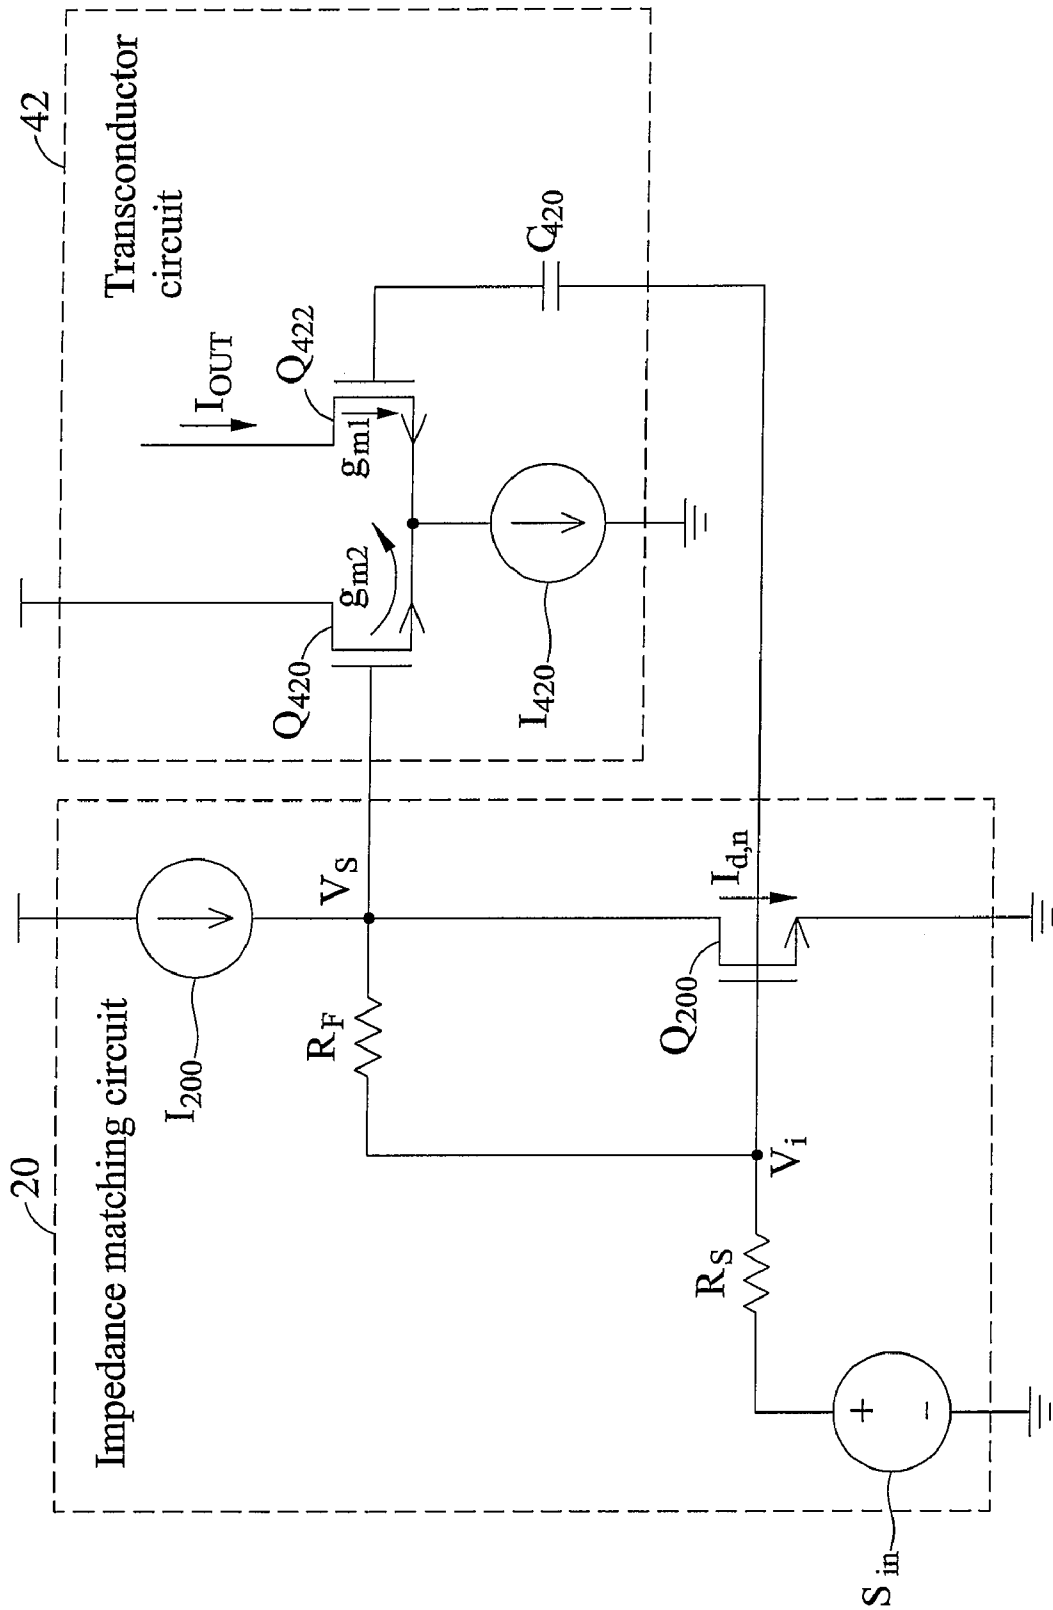 20
Impedance matching circuit
I200
VS
RF
Q200
Id,n
Vi
RS
+
−
Sin
42
Transconductor
circuit
Q420
gm2
gm1
Q422
IOUT
I420
C420